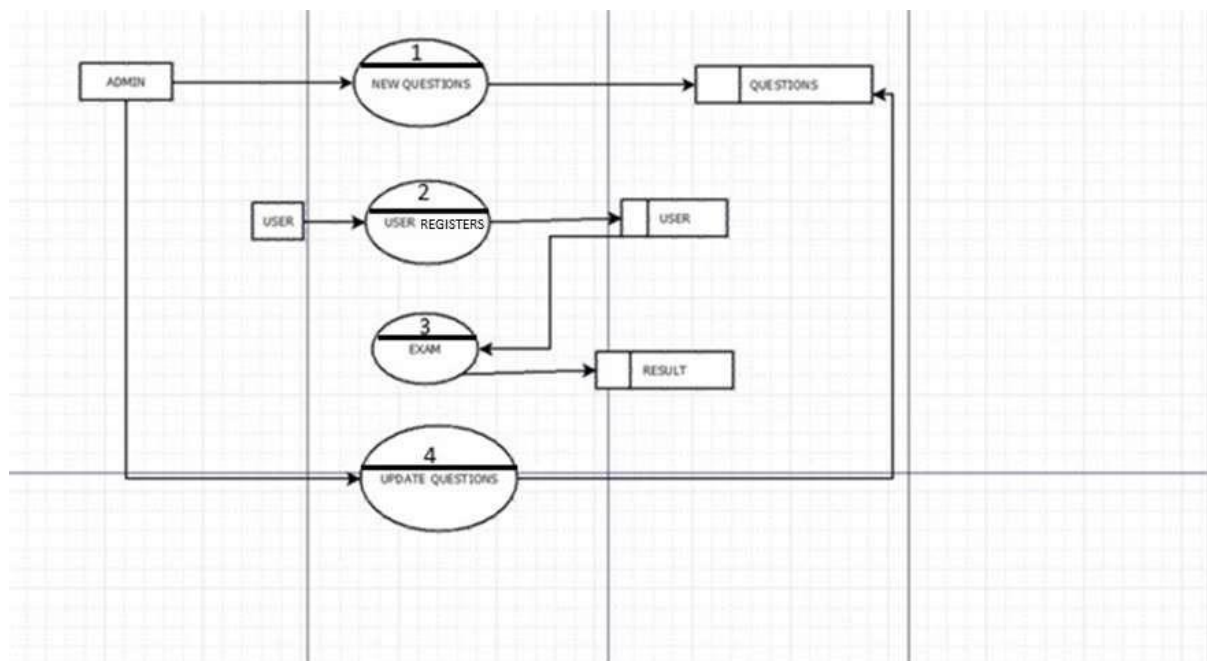 1
ADMIN
NEW QUESTIONS
QUESTIONS
2
USER
USER REGISTERS
USER
3
EXAM
RESULT
4
UPDATE QUESTIONS